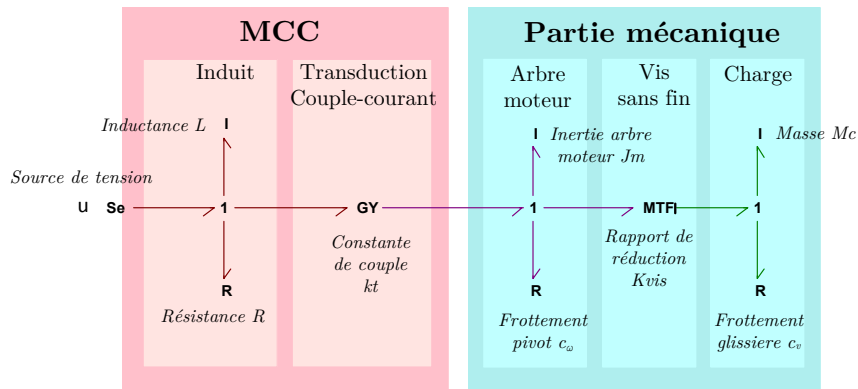 MCC
Partie mécanique
Induit
Transduction
Couple-courant
Arbre
moteur
Vis
sans fin
Charge
Inductance L
I
I
Inertie arbre
moteur Jm
I
Masse Mc
Source de tension
u
Se
1
GY
1
MTF
1
Constante
de couple
kt
Rapport de
réduction
Kvis
R
R
R
Résistance R
Frottement
pivot cω
Frottement
glissiere cv